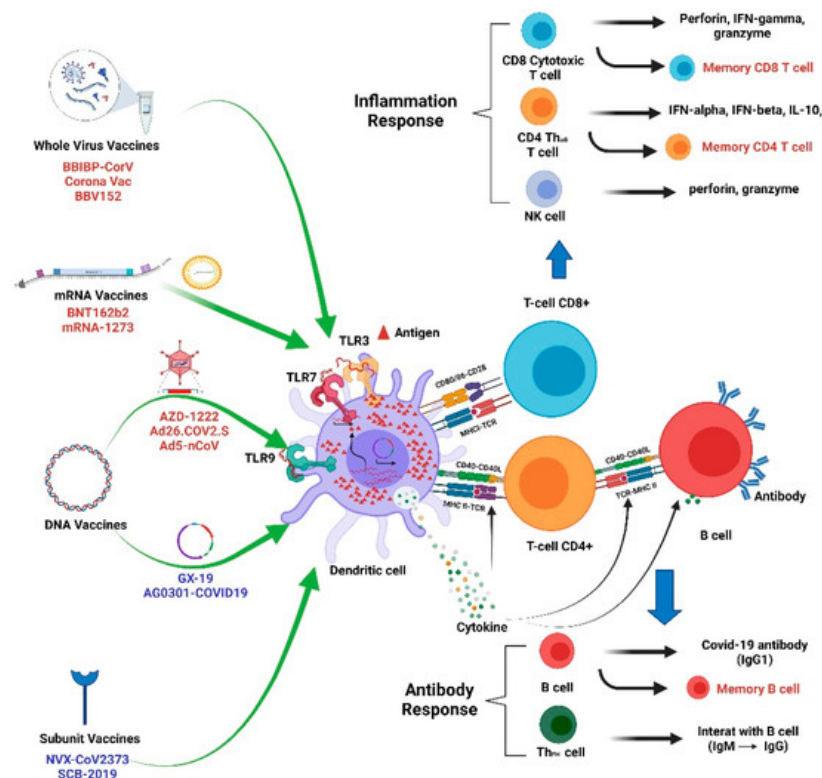 Whole Virus Vaccines
BBIBP-CorV
Corona Vac
BBV152
mRNA Vaccines
BNT162b2
mRNA-1273
AZD-1222
Ad26.COV2.S
Ad5-nCoV
DNA Vaccines
GX-19
AG0301-COVID19
Subunit Vaccines
NVX-CoV2373
SCB-2019
TLR3
Antigen
TLR7
TLR9
Dendritic cell
Cytokine
CD80/86-CD28
MHCI-TCR
CD40-CD40L
MHC II-TCR
T-cell CD8+
T-cell CD4+
CD40-CD40L
TCR-MHC II
Antibody
B cell
Inflammation
Response
CD8 Cytotoxic
T cell
Perforin, IFN-gamma,
granzyme
Memory CD8 T cell
CD4 Th
T cell
IFN-alpha, IFN-beta, IL-10,
Memory CD4 T cell
NK cell
perforin, granzyme
Antibody
Response
B cell
Covid-19 antibody
(IgG1)
Memory B cell
Th cell
Interat with B cell
(IgM → IgG)